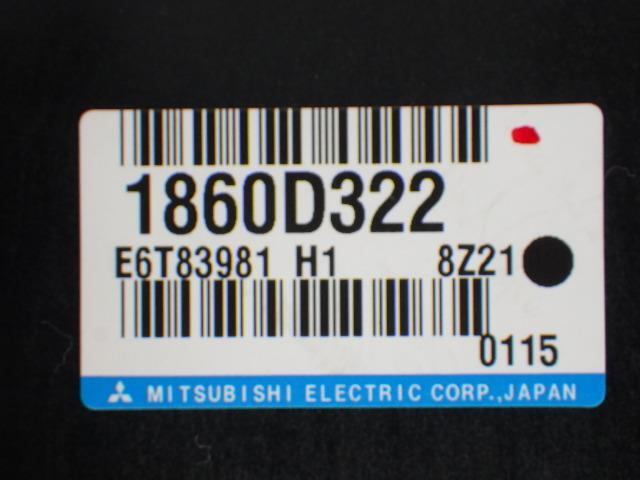 1860D322
E6T83981 H1 8Z21
0115
MITSUBISHI ELECTRIC CORP.,JAPAN